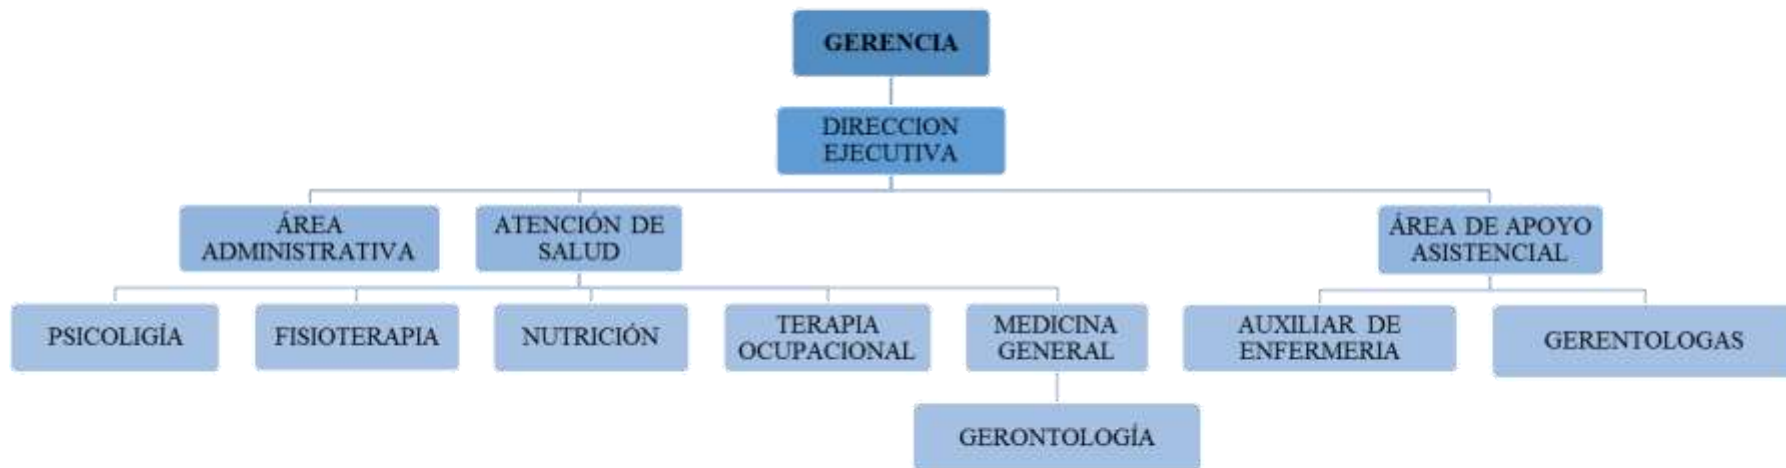 GERENCIA
DIRECCION
EJECUTIVA
ÁREA
ADMINISTRATIVA
ATENCIÓN DE
SALUD
ÁREA DE APOYO
ASISTENCIAL
PSICOLIGÍA
FISIOTERAPIA
NUTRICIÓN
TERAPIA
OCUPACIONAL
MEDICINA
GENERAL
AUXILIAR DE
ENFERMERIA
GERENTOLOGAS
GERONTOLOGÍA